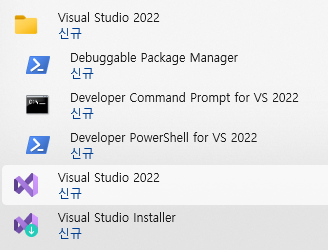 Visual Studio 2022
신규
Debuggable Package Manager
신규
Developer Command Prompt for VS 2022
신규
Developer PowerShell for VS 2022
신규
Visual Studio 2022
신규
Visual Studio Installer
신규